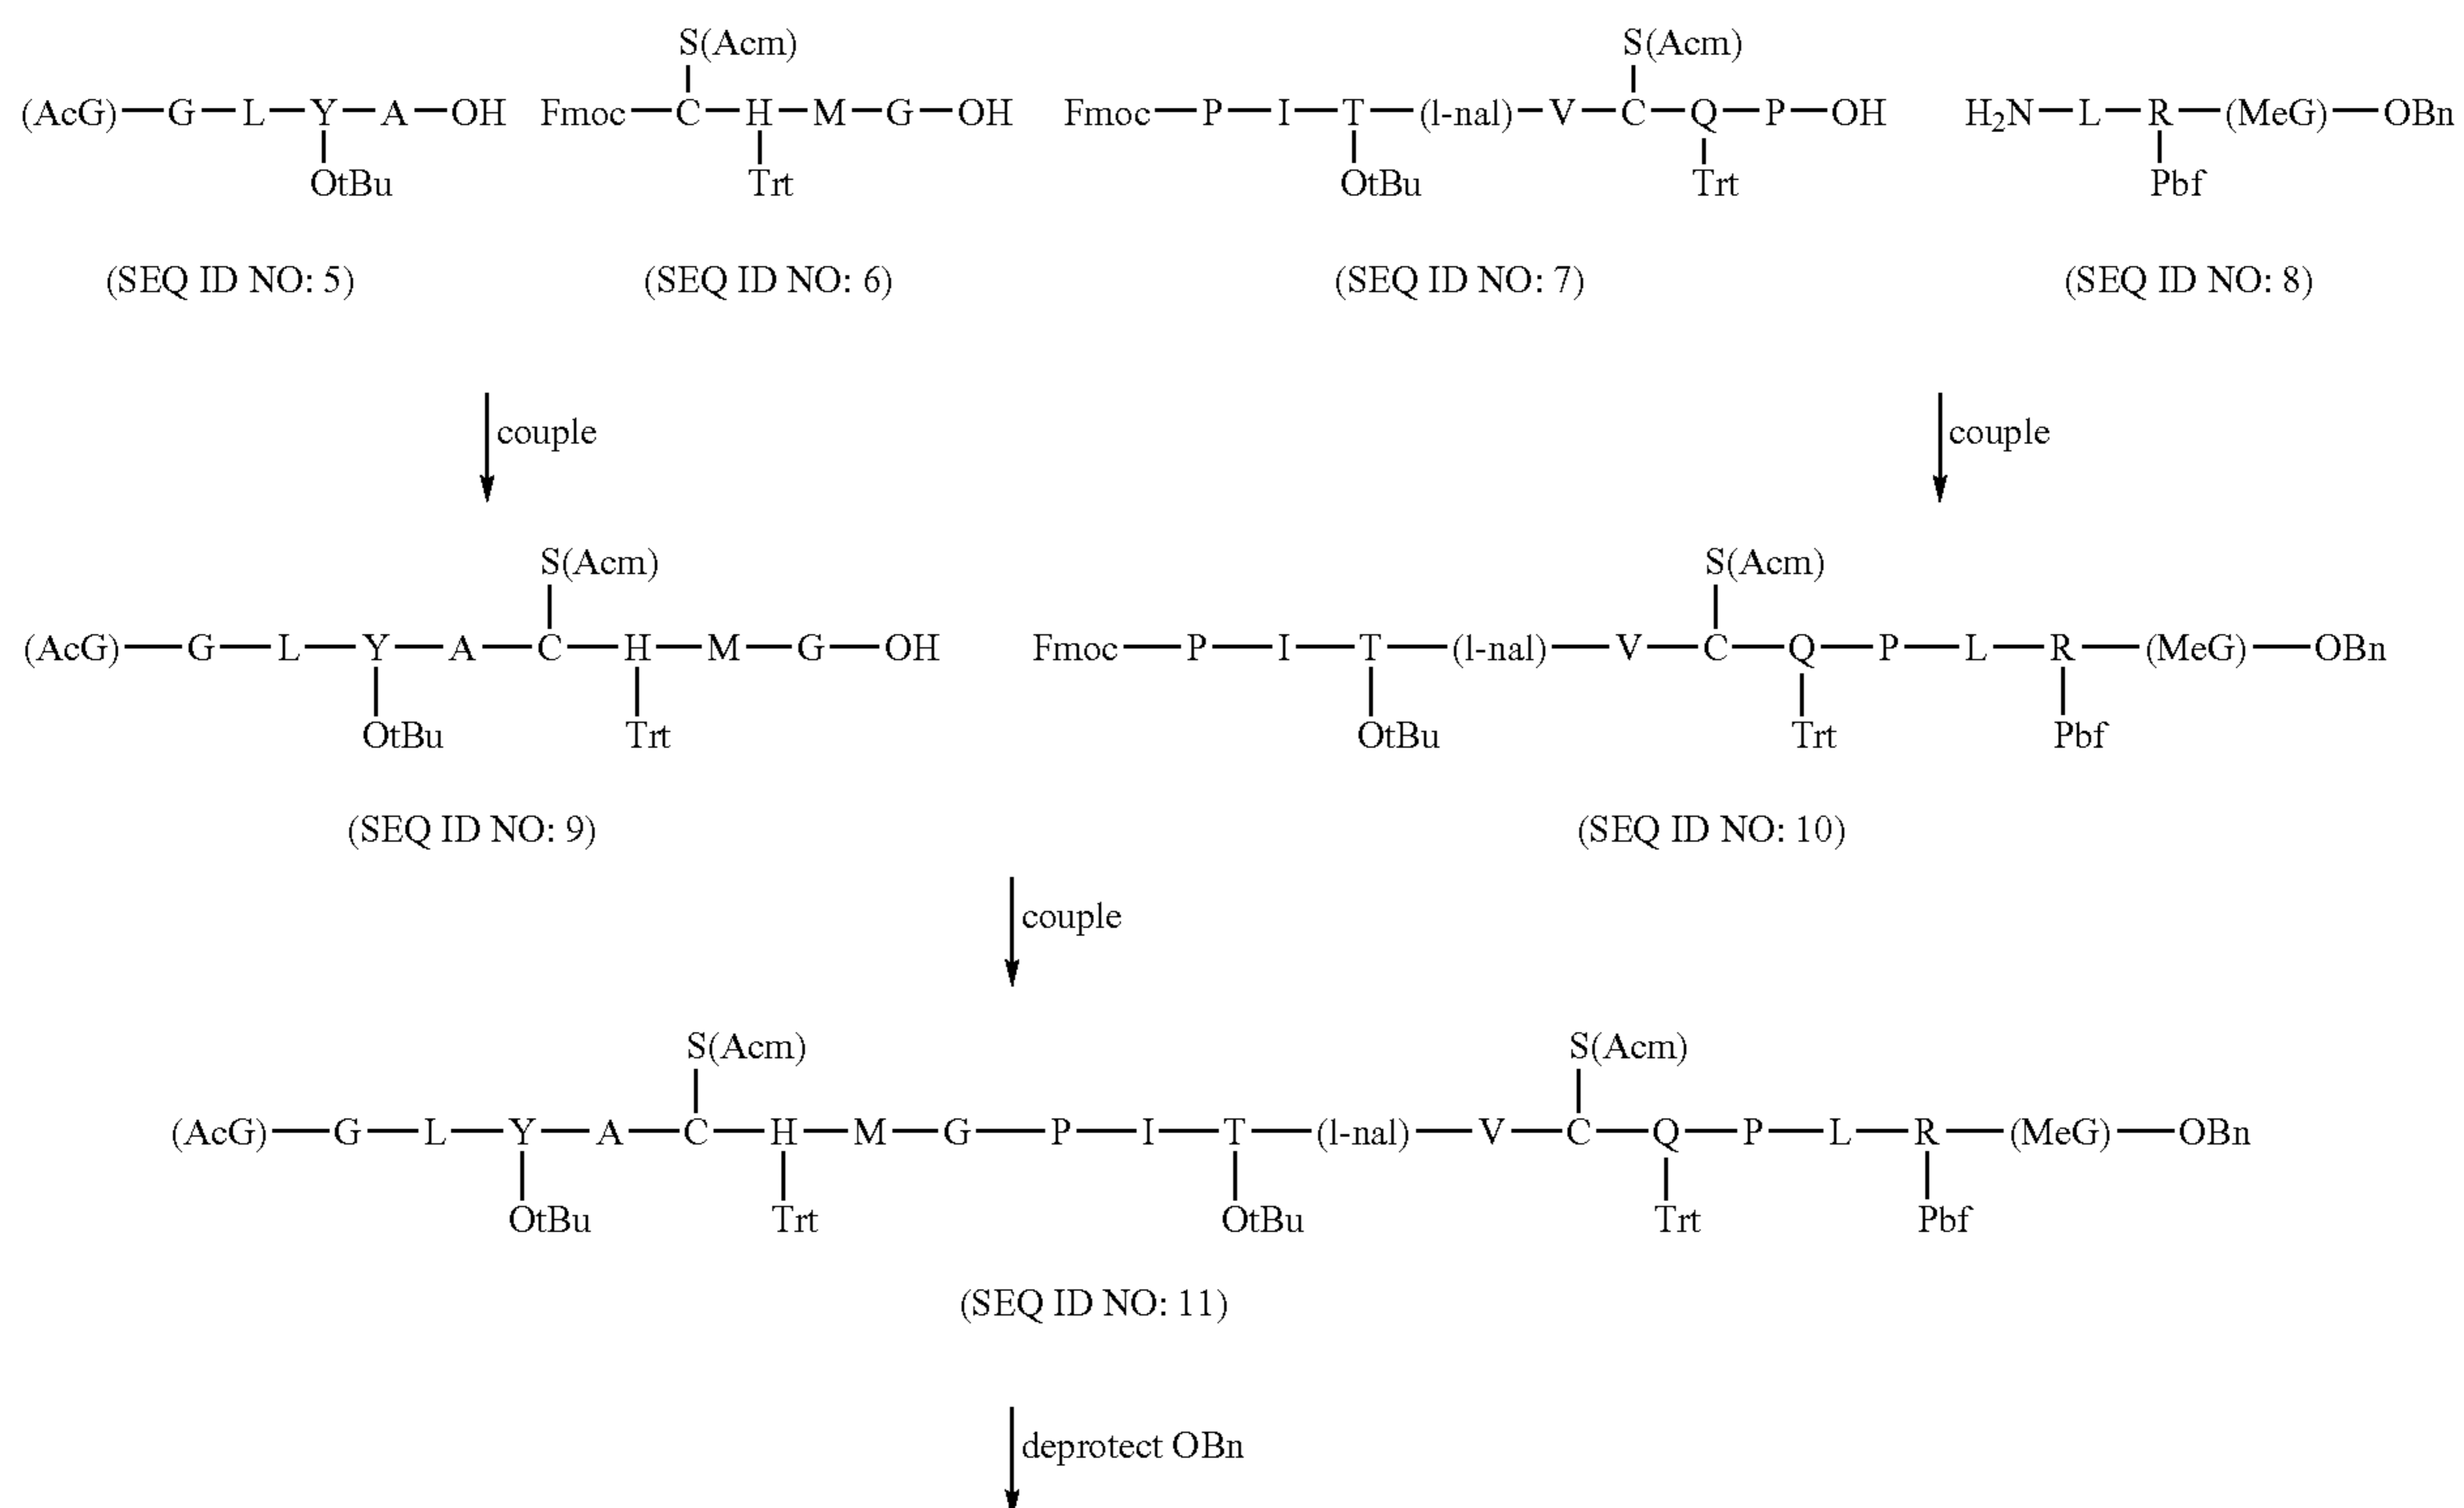 S(Acm) S(Acm)
(AcG)—G—L—Y—A—OH Fmoc—C—H—M—G—OH Fmoc—P—I—T—(l-nal)—V—C—Q—P—OH H₂N—L—R—(MeG)—OBn
OtBu Trt OtBu Trt Pbf
(SEQ ID NO: 5) (SEQ ID NO: 6) (SEQ ID NO: 7) (SEQ ID NO: 8)
couple couple
S(Acm) S(Acm)
(AcG)—G—L—Y—A—C—H—M—G—OH Fmoc—P—I—T—(l-nal)—V—C—Q—P—L—R—(MeG)—OBn
OtBu Trt OtBu Trt Pbf
(SEQ ID NO: 9) (SEQ ID NO: 10)
couple
S(Acm) S(Acm)
(AcG)—G—L—Y—A—C—H—M—G—P—I—T—(l-nal)—V—C—Q—P—L—R—(MeG)—OBn
OtBu Trt OtBu Trt Pbf
(SEQ ID NO: 11)
deprotect OBn